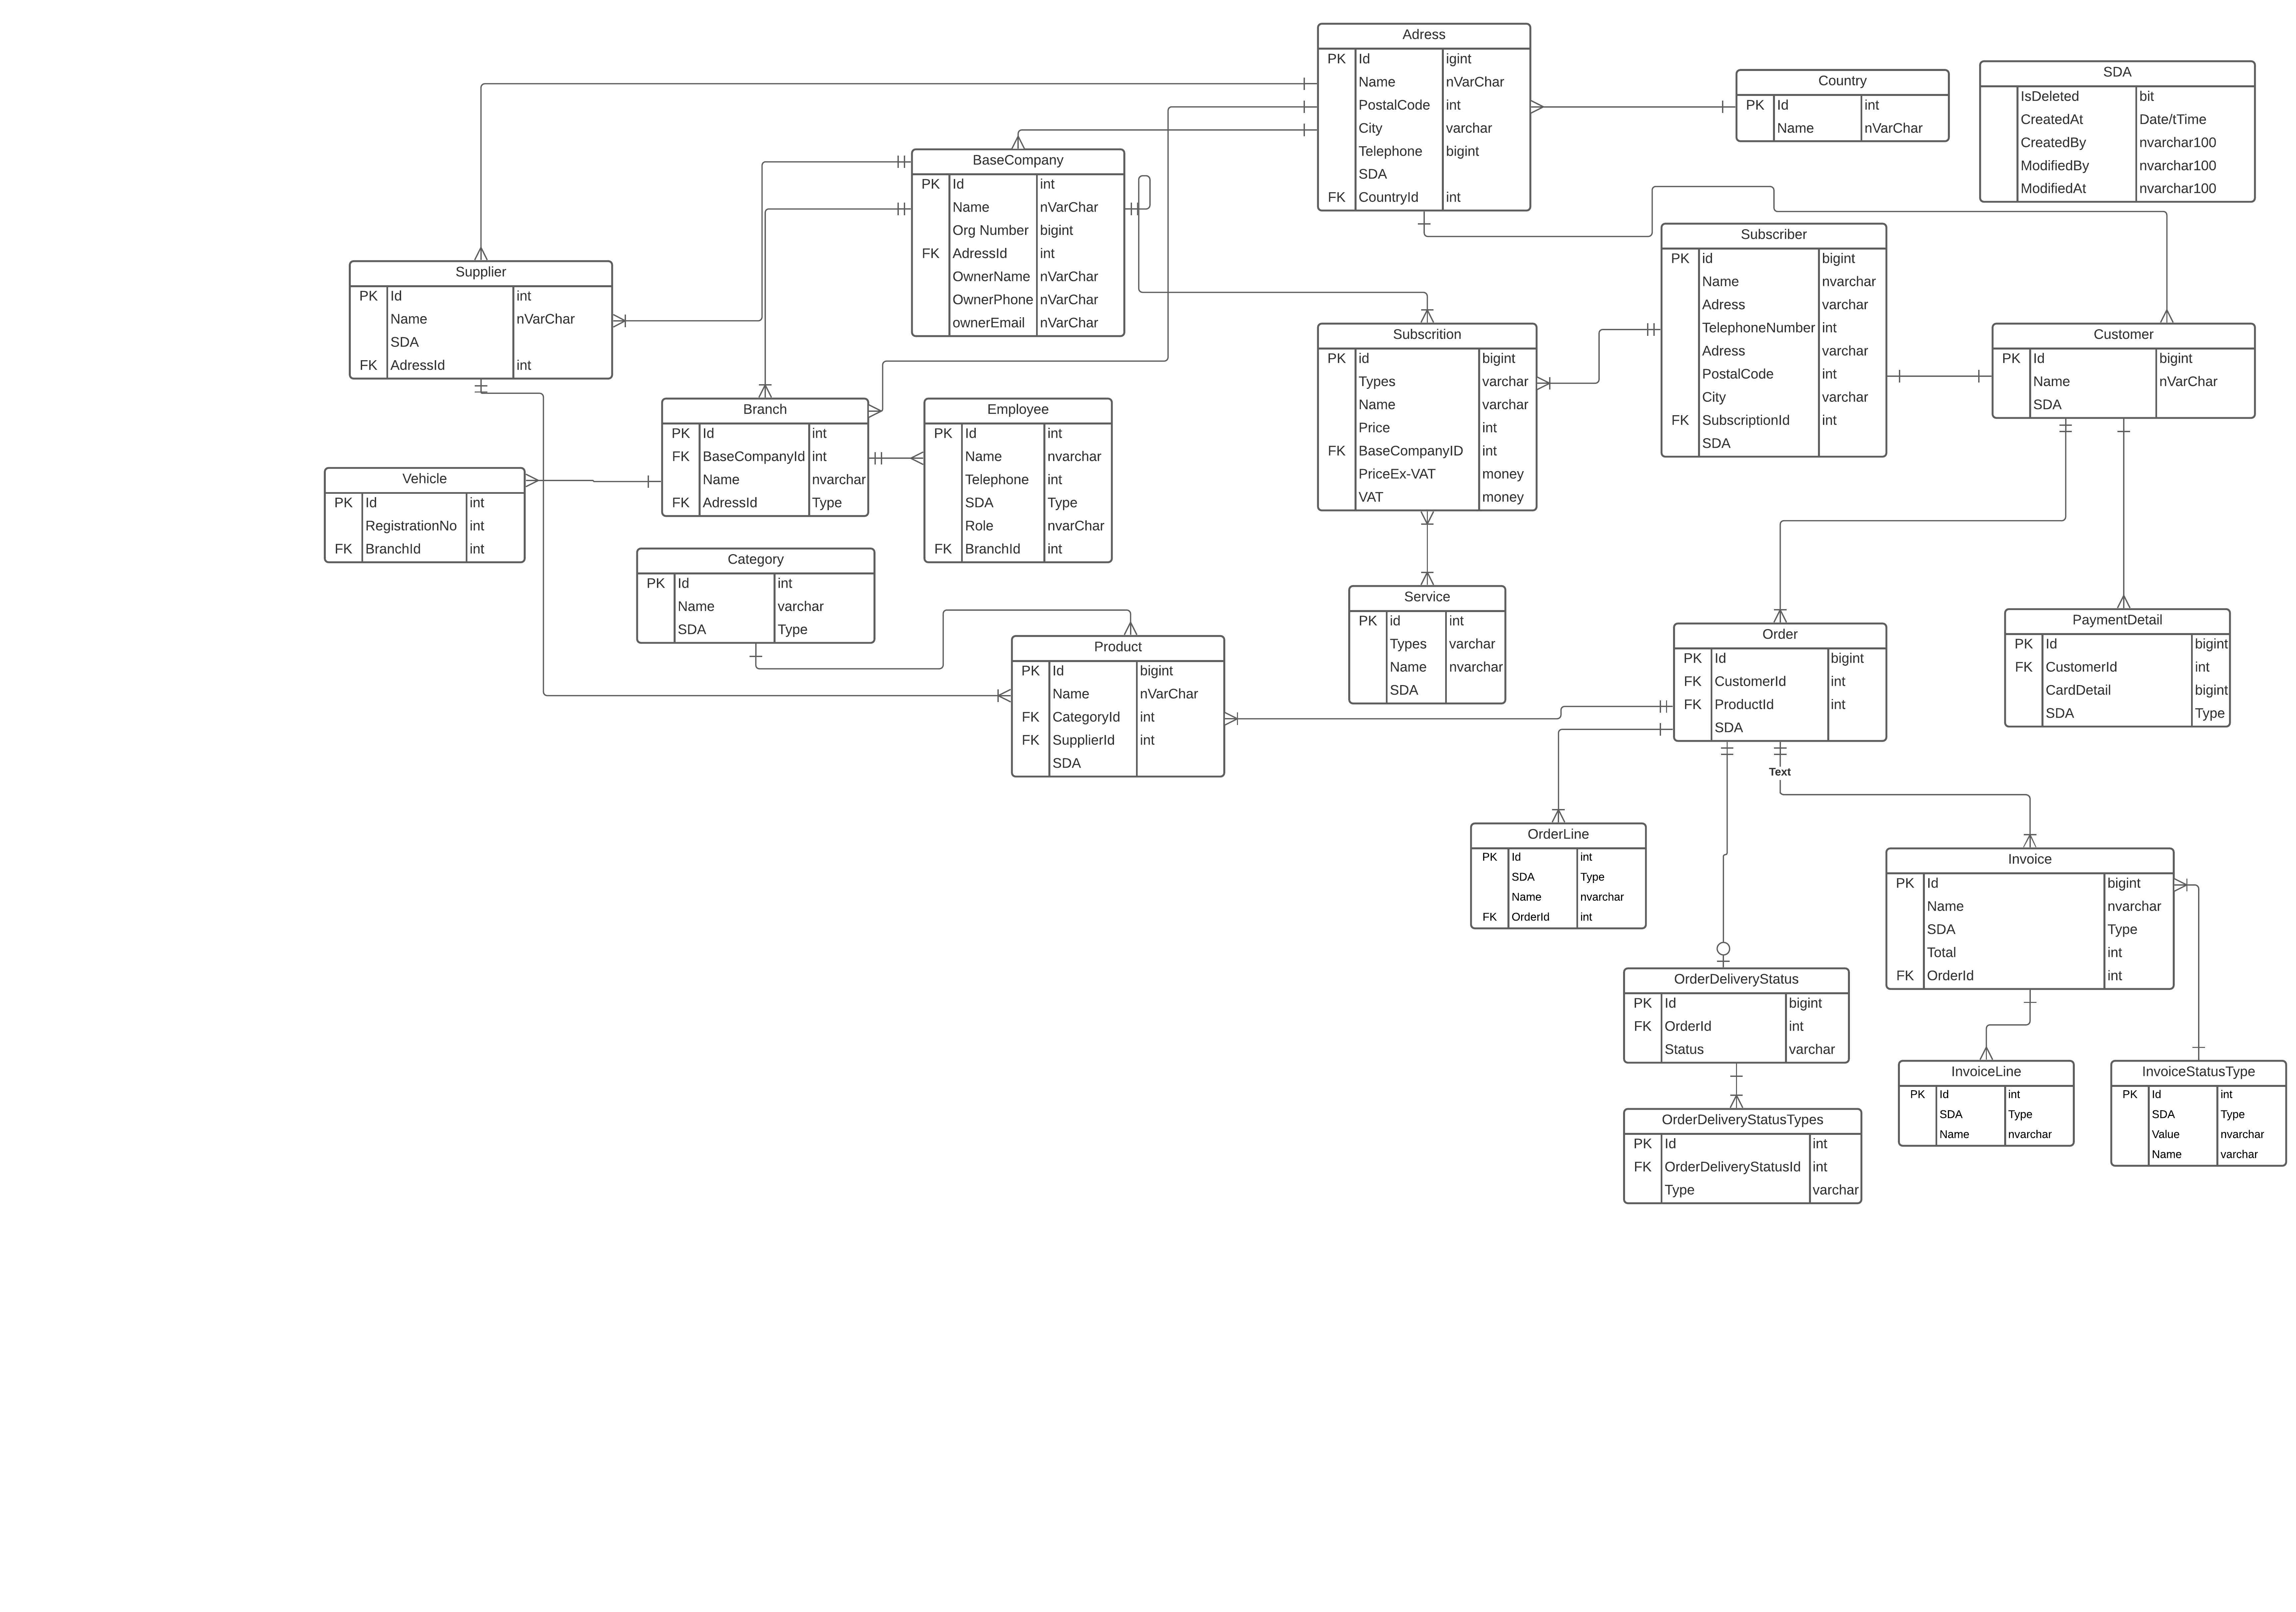 Adress
PK Id igint
Name nVarChar
PostalCode int
City varchar
Telephone bigint
SDA
FK CountryId int
Country
PK Id int
Name nVarChar
SDA
IsDeleted bit
CreatedAt Date/tTime
CreatedBy nvarchar100
ModifiedBy nvarchar100
ModifiedAt nvarchar100
BaseCompany
PK Id int
Name nVarChar
Org Number bigint
FK AdressId int
OwnerName nVarChar
OwnerPhone nVarChar
ownerEmail nVarChar
Subscriber
PK id bigint
Name nvarchar
Adress varchar
TelephoneNumber int
Adress varchar
PostalCode int
City varchar
FK SubscriptionId int
SDA
Supplier
PK Id int
Name nVarChar
SDA
FK AdressId int
Subscrition
PK id bigint
Types varchar
Name varchar
Price int
FK BaseCompanyID int
PriceEx-VAT money
VAT money
Customer
PK Id bigint
Name nVarChar
SDA
Branch
PK Id int
FK BaseCompanyId int
Name nvarchar
FK AdressId Type
Employee
PK Id int
Name nvarchar
Telephone int
SDA Type
Role nvarChar
FK BranchId int
Vehicle
PK Id int
RegistrationNo int
FK BranchId int
Category
PK Id int
Name varchar
SDA Type
Service
PK id int
Types varchar
Name nvarchar
SDA
PaymentDetail
PK Id bigint
FK CustomerId int
CardDetail bigint
SDA Type
Order
PK Id bigint
FK CustomerId int
FK ProductId int
SDA
Product
PK Id bigint
Name nVarChar
FK CategoryId int
FK SupplierId int
SDA
Text
OrderLine
PK Id int
SDA Type
Name nvarchar
FK OrderId int
Invoice
PK Id bigint
Name nvarchar
SDA Type
Total int
FK OrderId int
OrderDeliveryStatus
PK Id bigint
FK OrderId int
Status varchar
InvoiceLine
PK Id int
SDA Type
Name nvarchar
InvoiceStatusType
PK Id int
SDA Type
Value nvarchar
Name varchar
OrderDeliveryStatusTypes
PK Id int
FK OrderDeliveryStatusId int
Type varchar